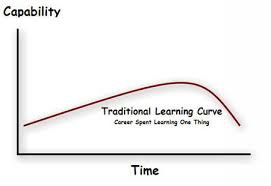 Capability
Traditional Learning Curve
Career Spent Learning One Thing
Time